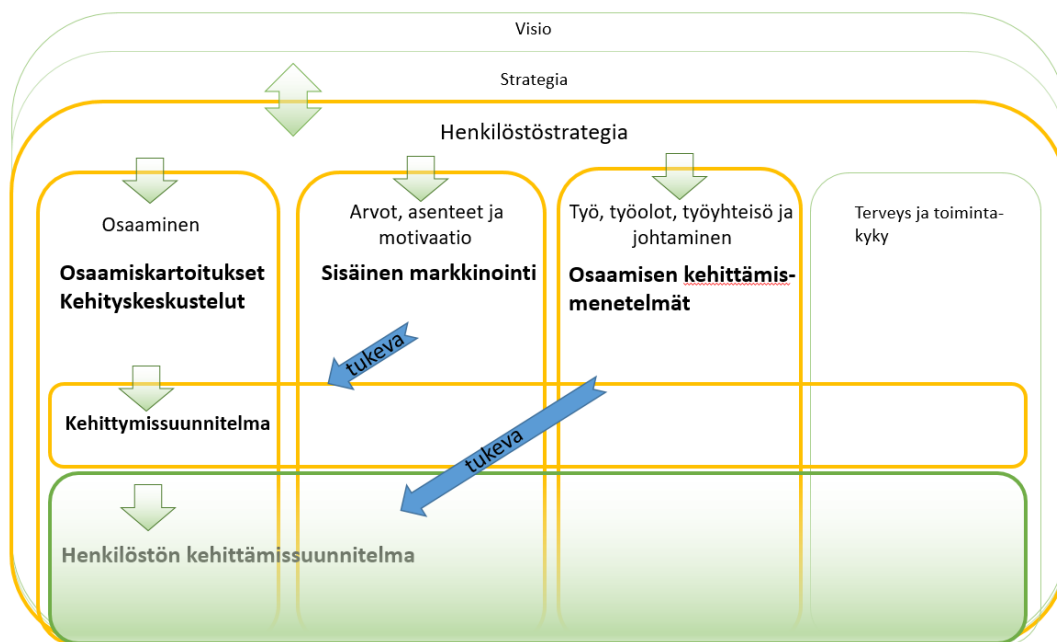 Visio
Strategia
Henkilöstöstrategia
Osaaminen
Osaamiskartoitukset
Kehityskeskustelut
Arvot, asenteet ja
motivaatio
Sisäinen markkinointi
Työ, työolot, työyhteisö ja
johtaminen
Osaamisen kehittämis-
menetelmät
Terveys ja toiminta-
kyky
tukeva
Kehittymissuunnitelma
tukeva
Henkilöstön kehittämissuunnitelma